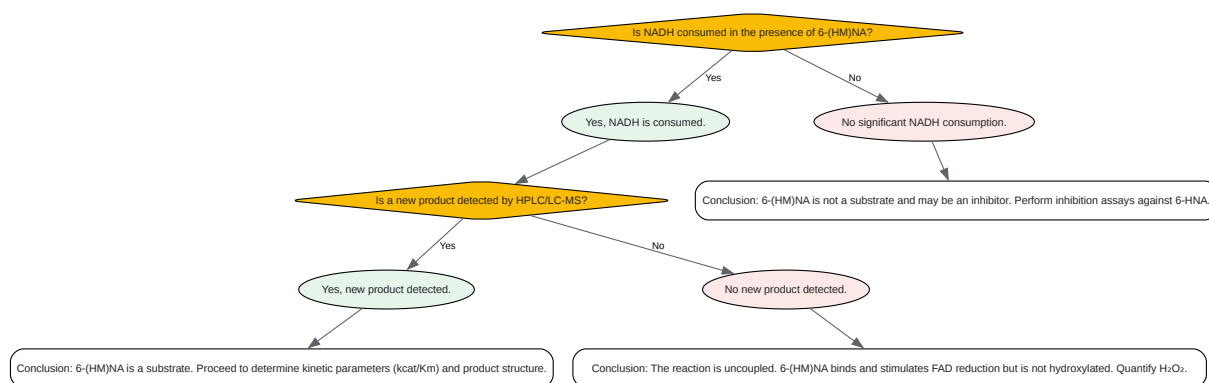 Is NADH consumed in the presence of 6-(HM)NA?
Yes
No
Yes, NADH is consumed.
No significant NADH consumption.
Is a new product detected by HPLC/LC-MS?
Conclusion: 6-(HM)NA is not a substrate and may be an inhibitor. Perform inhibition assays against 6-HNA.
Yes
No
Yes, new product detected.
No new product detected.
Conclusion: 6-(HM)NA is a substrate. Proceed to determine kinetic parameters (kcat/Km) and product structure.
Conclusion: The reaction is uncoupled. 6-(HM)NA binds and stimulates FAD reduction but is not hydroxylated. Quantify H₂O₂.